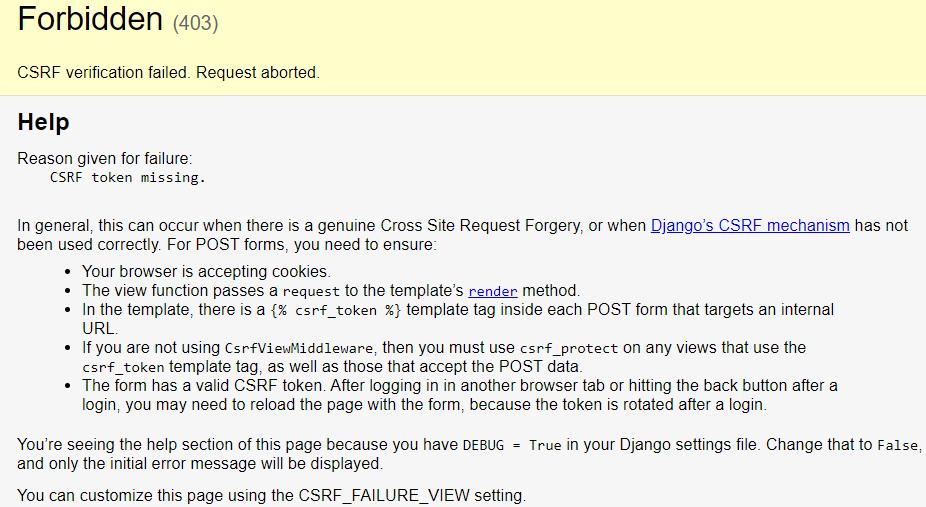 Forbidden (403)
CSRF verification failed. Request aborted.
Help
Reason given for failure:
CSRF token missing.
In general, this can occur when there is a genuine Cross Site Request Forgery, or when Django’s CSRF mechanism has not
been used correctly. For POST forms, you need to ensure:
• Your browser is accepting cookies.
• The view function passes a request to the template’s render method.
• In the template, there is a {% csrf_token %} template tag inside each POST form that targets an internal
URL.
• If you are not using CsrfViewMiddleware, then you must use csrf_protect on any views that use the
csrf_token template tag, as well as those that accept the POST data.
• The form has a valid CSRF token. After logging in in another browser tab or hitting the back button after a
login, you may need to reload the page with the form, because the token is rotated after a login.
You’re seeing the help section of this page because you have DEBUG = True in your Django settings file. Change that to False,
and only the initial error message will be displayed.
You can customize this page using the CSRF_FAILURE_VIEW setting.